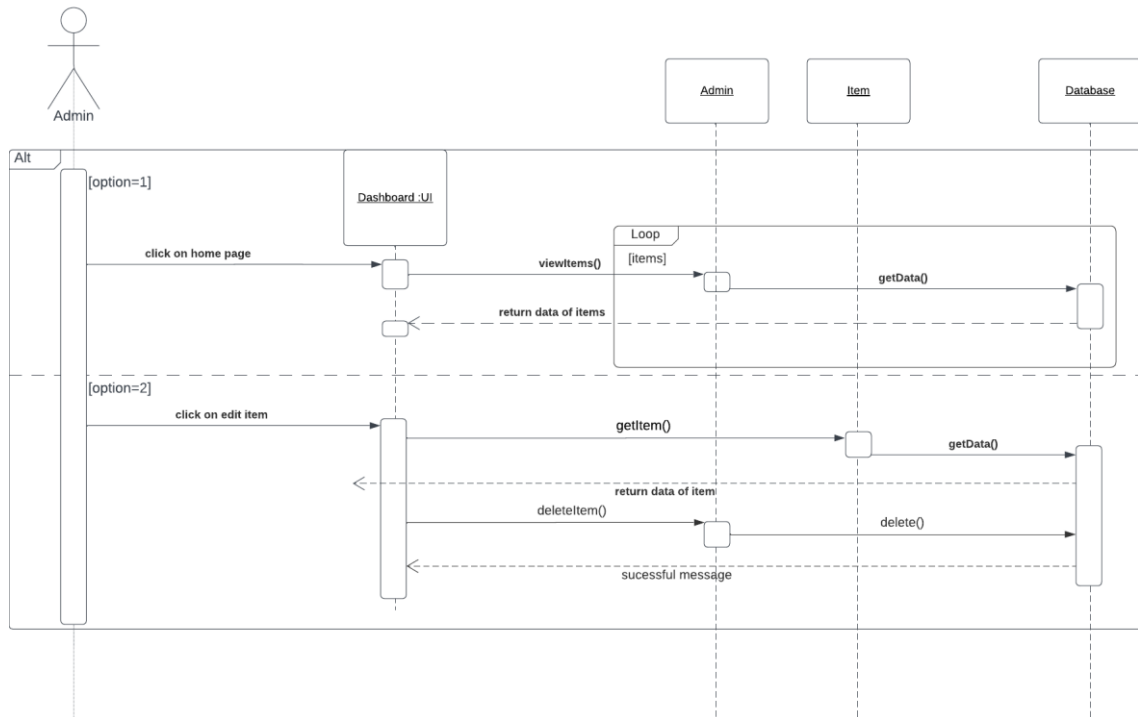 Admin
Admin
Item
Database
Alt
[option=1]
Dashboard :UI
Loop
[items]
click on home page
viewItems()
getData()
return data of items
[option=2]
click on edit item
getItem()
getData()
return data of item
deleteItem()
delete()
sucessful message